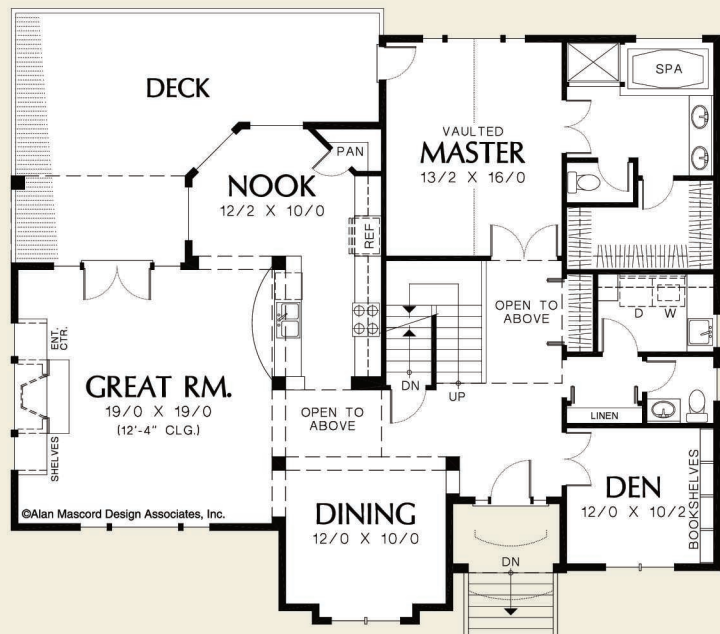 DECK
SPA
VAULTED
MASTER
13/2 X 16/0
PAN
NOOK
12/2 X 10/0
REF
OPEN TO
ABOVE
D W
ENT.
CTR.
GREAT RM.
19/0 X 19/0
(12'-4" CLG.)
SHELVES
DN
UP
OPEN TO
ABOVE
LINEN
DEN
12/0 X 10/2
BOOKSHELVES
©Alan Mascord Design Associates, Inc.
DINING
12/0 X 10/0
DN